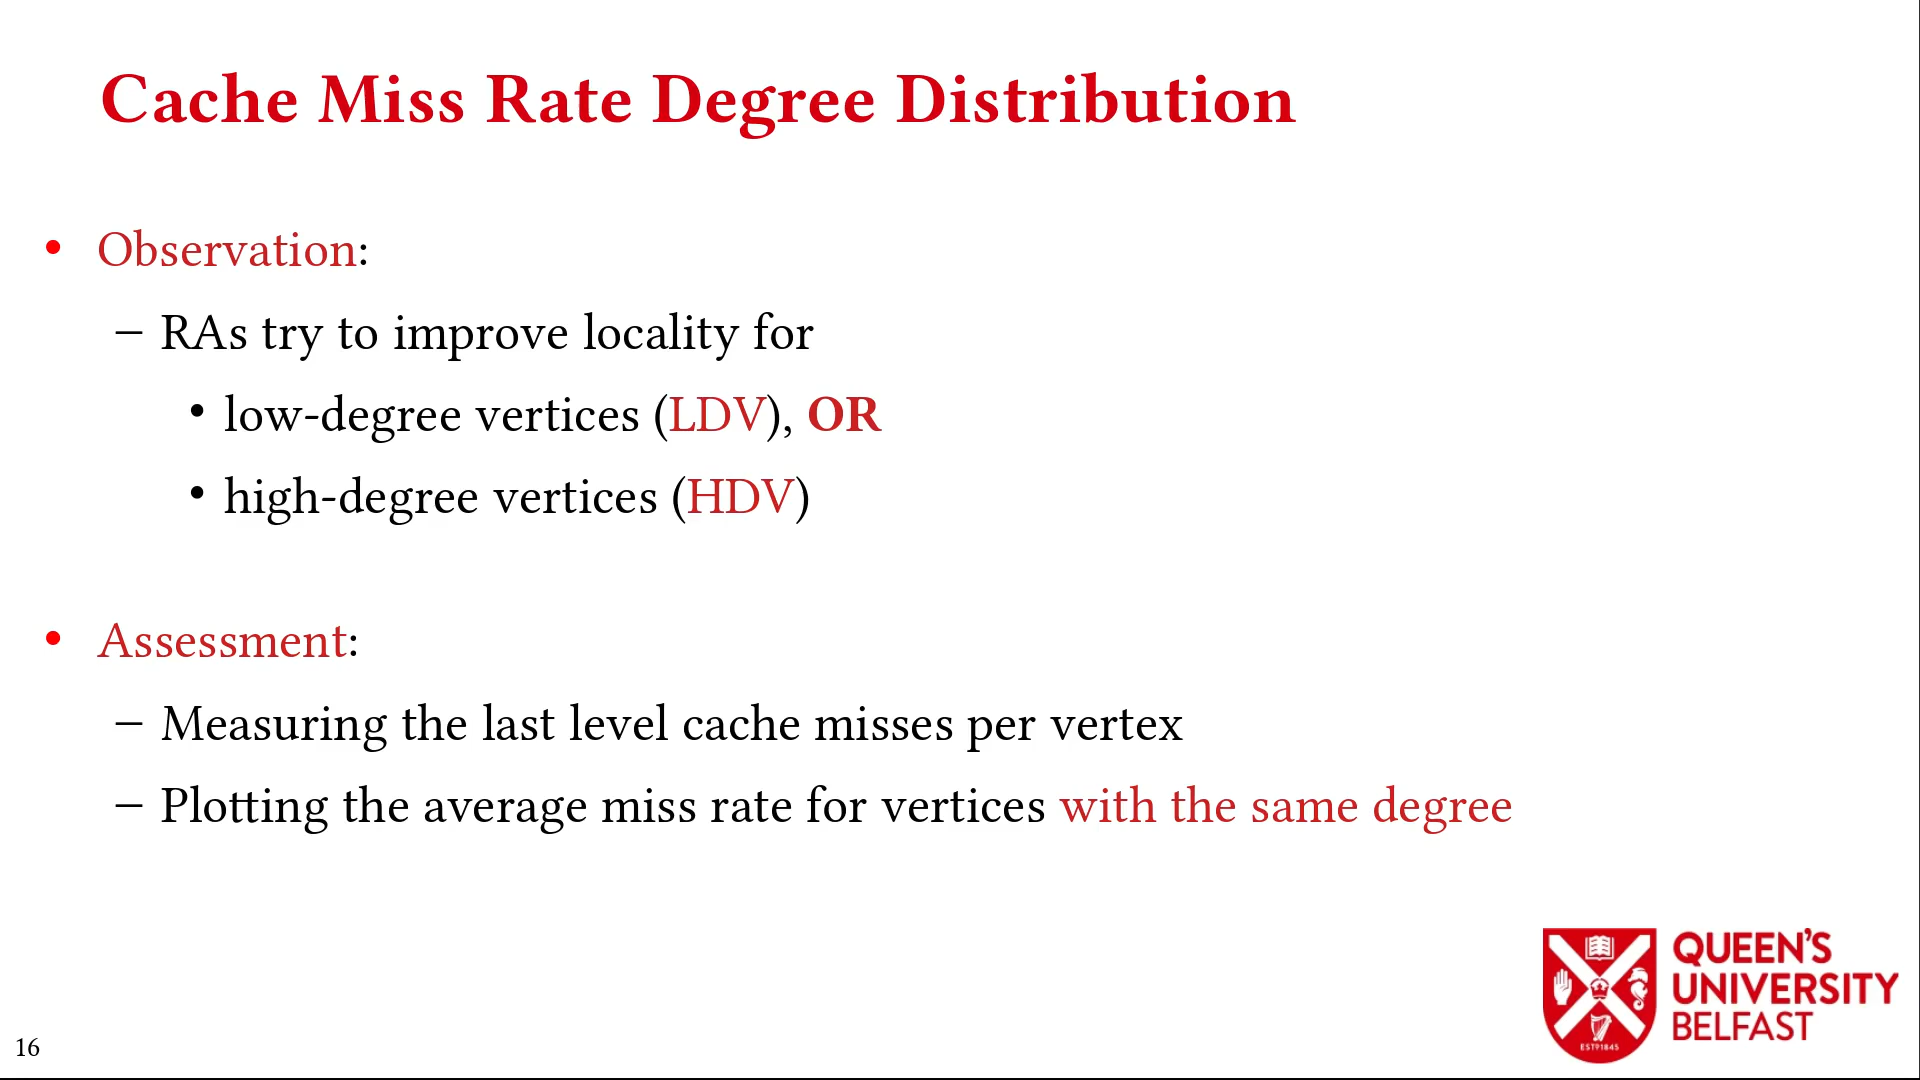 Cache Miss Rate Degree Distribution
• Observation:
– RAs try to improve locality for
• low-degree vertices (LDV), OR
• high-degree vertices (HDV)
• Assessment:
– Measuring the last level cache misses per vertex
– Plotting the average miss rate for vertices with the same degree
QUEEN'S
UNIVERSITY
BELFAST
ESTD1845
16